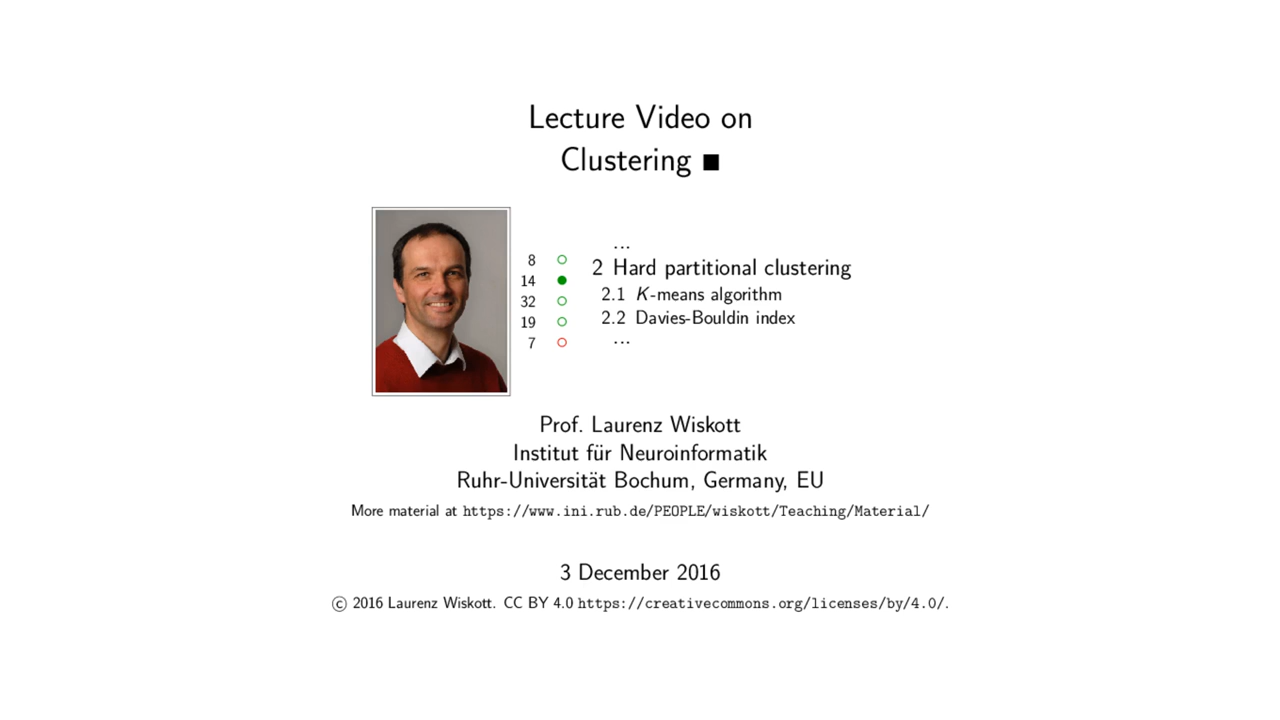 Lecture Video on
Clustering ■
8
14
32
19
7
...
2 Hard partitional clustering
2.1 K-means algorithm
2.2 Davies-Bouldin index
...
Prof. Laurenz Wiskott
Institut für Neuroinformatik
Ruhr-Universität Bochum, Germany, EU
More material at https://www.ini.rub.de/PEOPLE/wiskott/Teaching/Material/
3 December 2016
© 2016 Laurenz Wiskott. CC BY 4.0 https://creativecommons.org/licenses/by/4.0/.